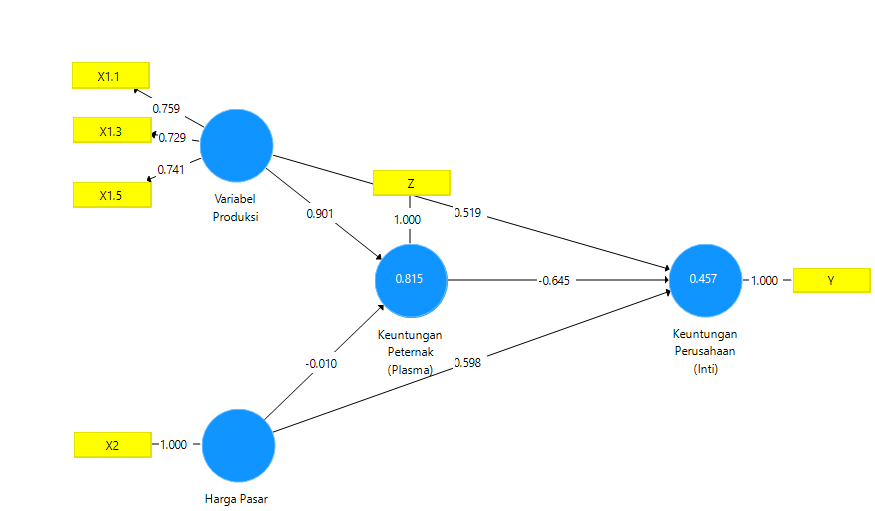 X1.1
0.759
X1.3
0.729
0.741
X1.5
Variabel
Produksi
Z
0.901
1.000
0.519
0.815
-0.645
0.457
1.000
Y
Keuntungan
Peternak
(Plasma)
Keuntungan
Perusahaan
(Inti)
-0.010
0.598
X2
1.000
Harga Pasar